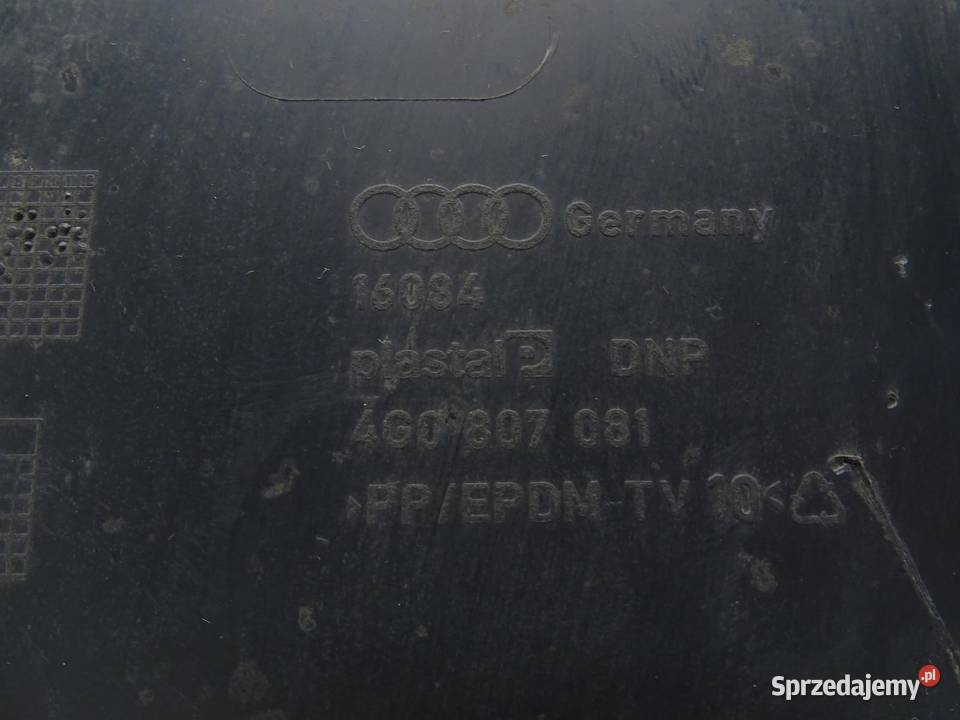 Germany
16084
plastal P DNP
4G0 807 081
>PP/EPDM-TV 10<
Sprzedajemy.pl